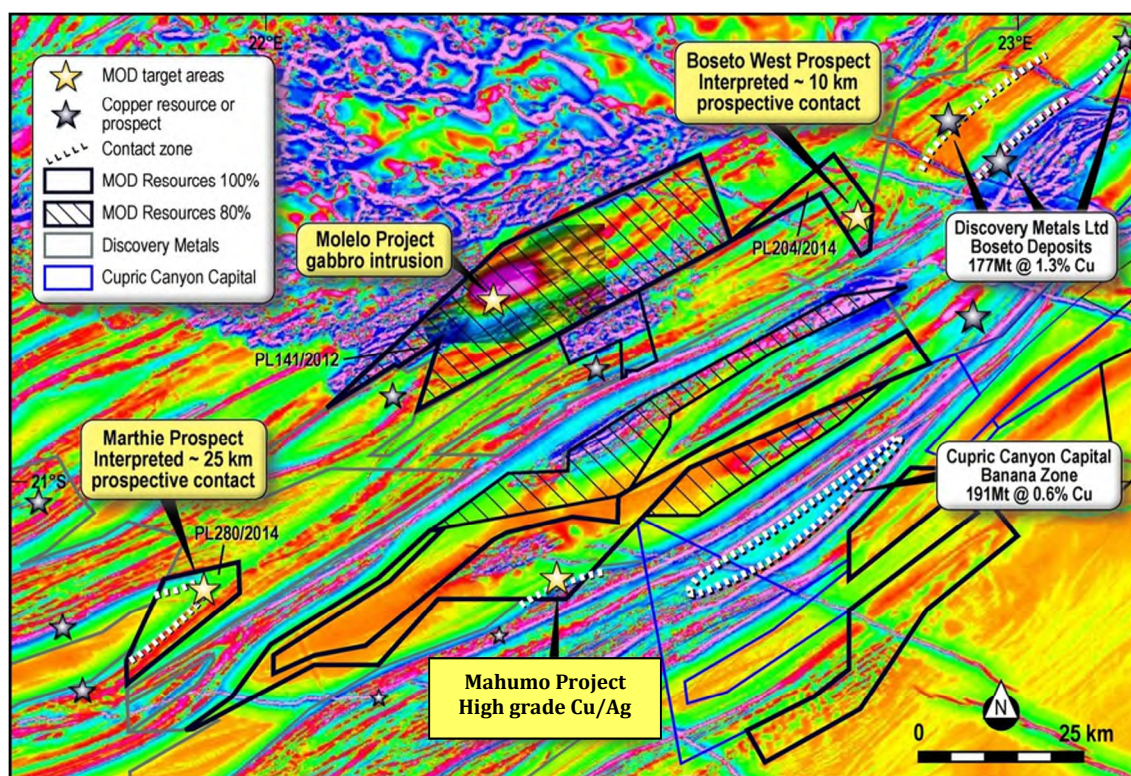 22°E
23°E
MOD target areas
Copper resource or
prospect
Contact zone
MOD Resources 100%
MOD Resources 80%
Discovery Metals
Cupric Canyon Capital
Boseto West Prospect
Interpreted ~ 10 km
prospective contact
Molelo Project
gabbro intrusion
PL204/2014
Discovery Metals Ltd
Boseto Deposits
177Mt @ 1.3% Cu
PL141/2012
Marthie Prospect
Interpreted ~ 25 km
prospective contact
21°S
Cupric Canyon Capital
Banana Zone
191Mt @ 0.6% Cu
PL280/2014
Mahumo Project
High grade Cu/Ag
N
0
25 km